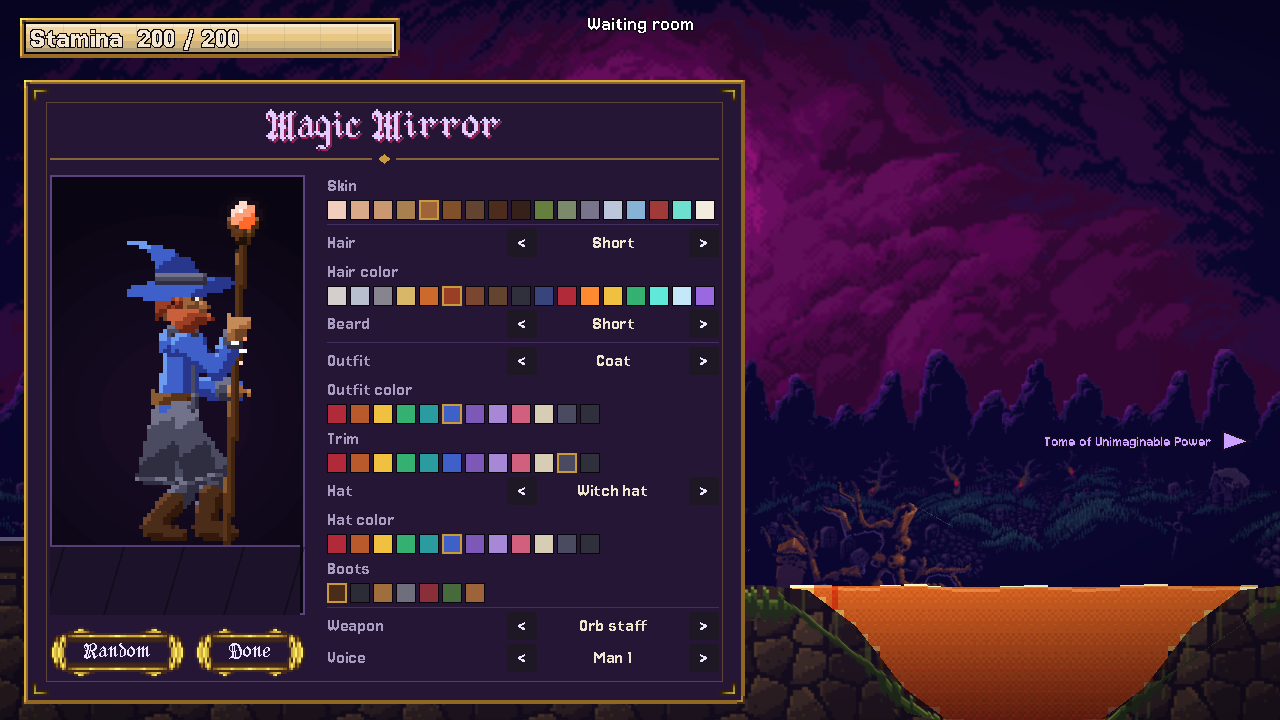 Stamina 200 / 200
Waiting room
Magic Mirror
Skin
Hair < Short >
Hair color
Beard < Short >
Outfit < Coat >
Outfit color
Trim
Hat < Witch hat >
Hat color
Boots
Weapon < Orb staff >
Voice < Man 1 >
Random Done
Tome of Unimaginable Power